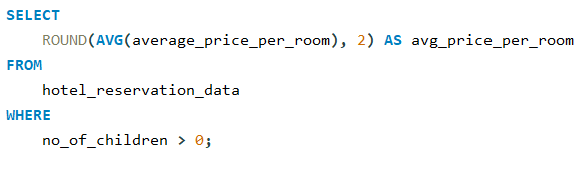 SELECT
    ROUND(AVG(average_price_per_room), 2) AS avg_price_per_room
FROM
    hotel_reservation_data
WHERE
    no_of_children > 0;